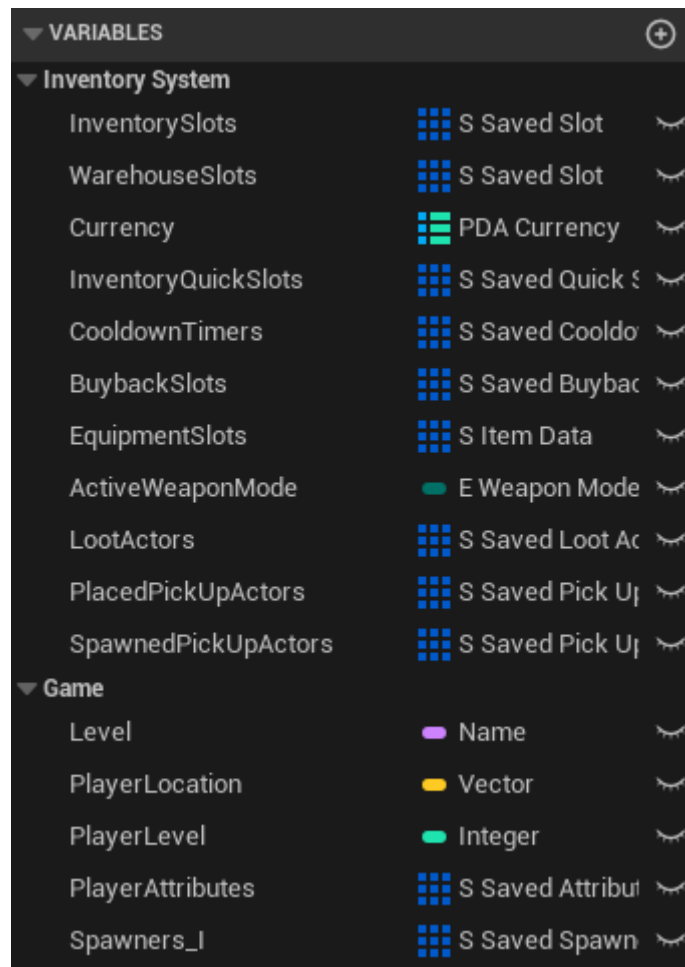 VARIABLES
Inventory System
InventorySlots S Saved Slot
WarehouseSlots S Saved Slot
Currency PDA Currency
InventoryQuickSlots S Saved Quick S
CooldownTimers S Saved Cooldo
BuybackSlots S Saved Buybac
EquipmentSlots S Item Data
ActiveWeaponMode E Weapon Mode
LootActors S Saved Loot Ac
PlacedPickUpActors S Saved Pick Up
SpawnedPickUpActors S Saved Pick Up
Game
Level Name
PlayerLocation Vector
PlayerLevel Integer
PlayerAttributes S Saved Attribut
Spawners_I S Saved Spawn